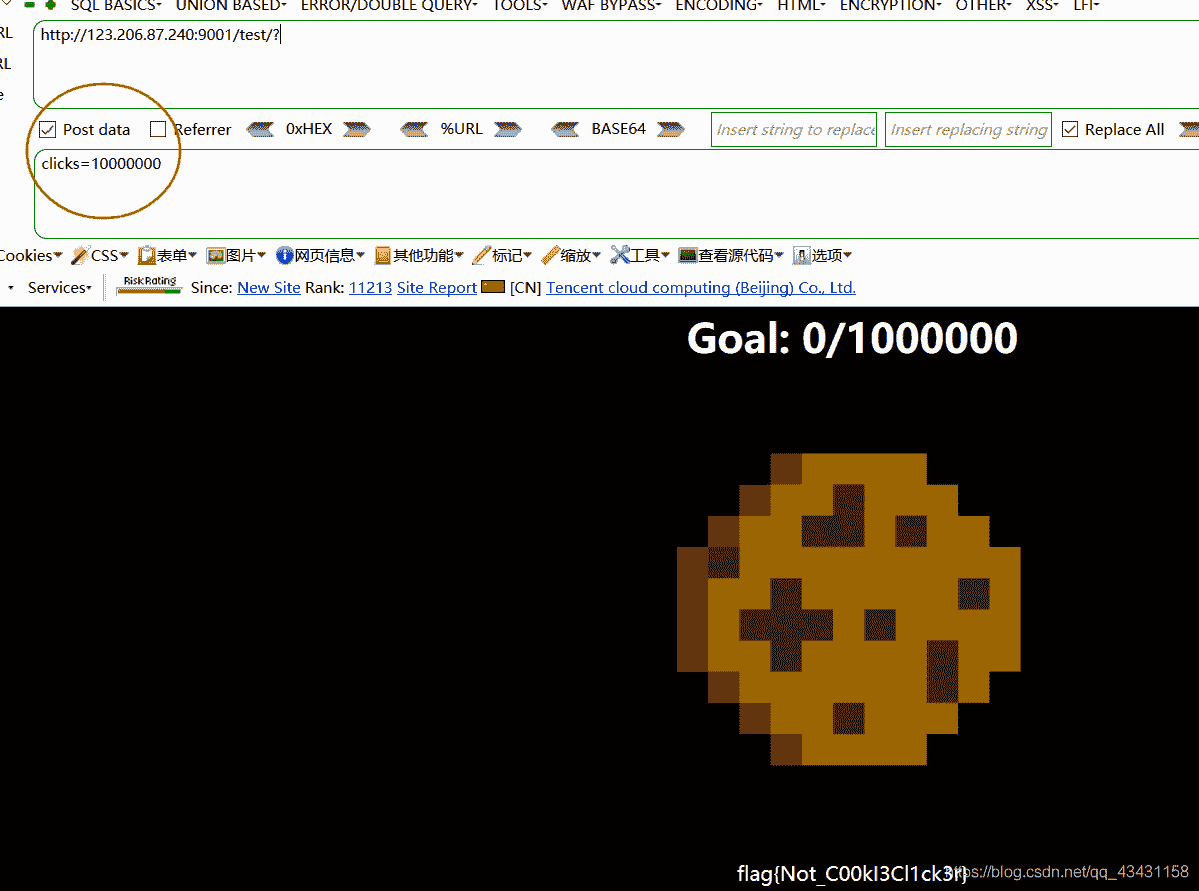 SQL BASICS UNION BASED ERROR/DOUBLE QUERY TOOLS WAF BYPASS ENCODING HTML ENCRYPTION OTHER XSS LFI
RL
http://123.206.87.240:9001/test/?
RL
e
Post data Referrer 0xHEX %URL BASE64 Insert string to replace Insert replacing string Replace All
clicks=10000000
Cookies CSS 表单 图片 网页信息 其他功能 标记 缩放 工具 查看源代码 选项
Services RiskRating Since: New Site Rank: 11213 Site Report [CN] Tencent cloud computing (Beijing) Co., Ltd.
Goal: 0/1000000
flag{Not_C00kI3Cl1ck3r}
https://blog.csdn.net/qq_43431158